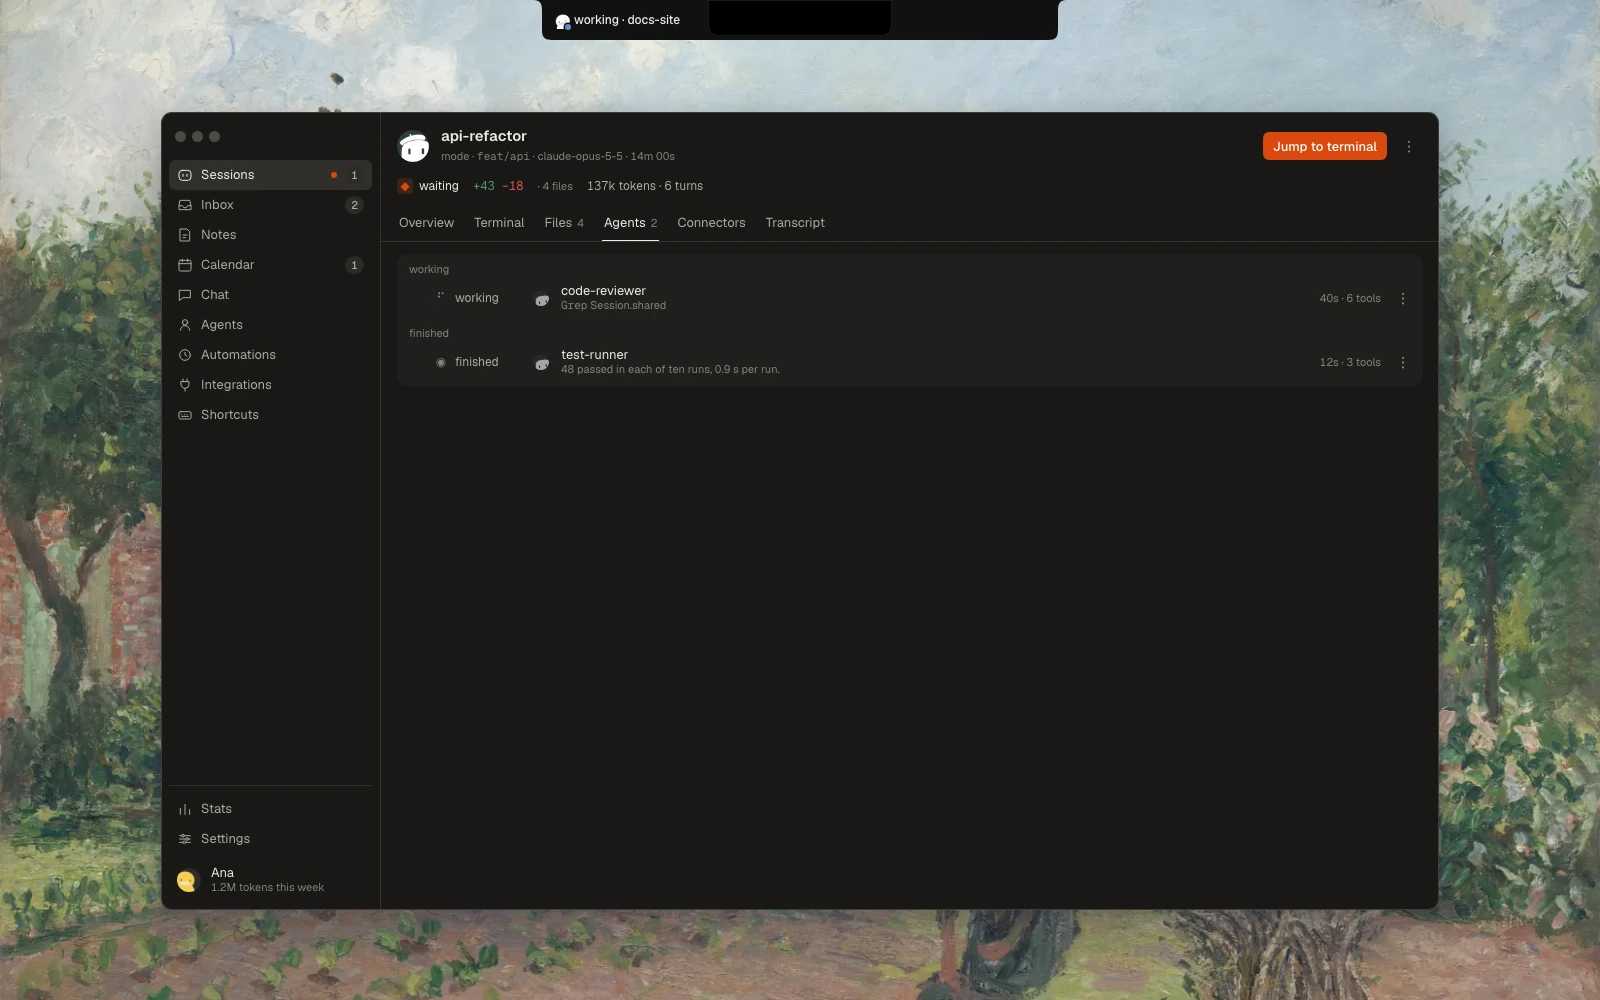 working · docs-site
api-refactor
mode · feat/api · claude-opus-5-5 · 14m 00s
Jump to terminal
waiting +43 −18 · 4 files 137k tokens · 6 turns
Overview Terminal Files 4 Agents 2 Connectors Transcript
Sessions 1
Inbox 2
Notes
Calendar 1
Chat
Agents
Automations
Integrations
Shortcuts
working
working code-reviewer 40s · 6 tools
Grep Session.shared
finished
finished test-runner 12s · 3 tools
48 passed in each of ten runs, 0.9 s per run.
Stats
Settings
Ana
1.2M tokens this week